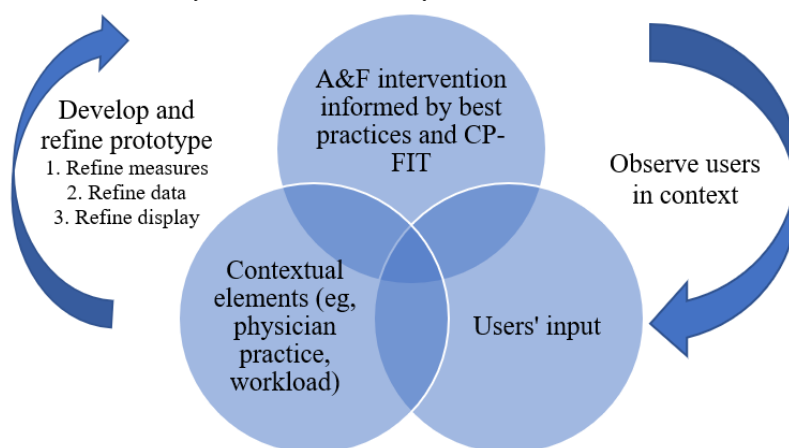 A&F intervention
informed by best
practices and CP-
FIT
Develop and
refine prototype
1. Refine measures
2. Refine data
3. Refine display
Observe users
in context
Contextual
elements (eg,
physician
practice,
workload)
Users' input